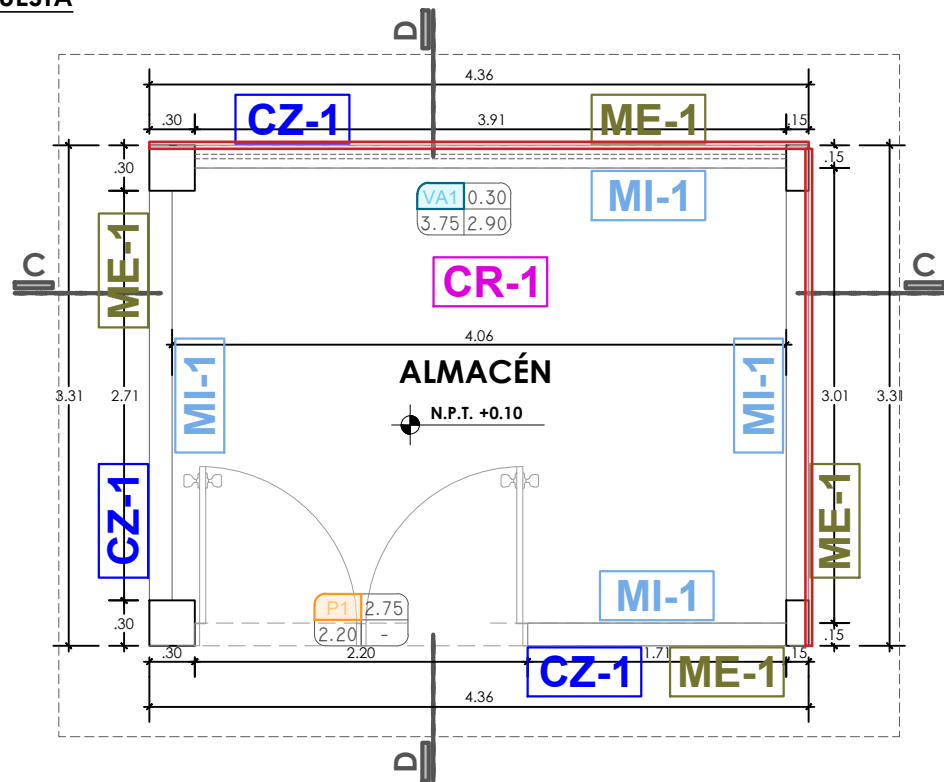 D
4.36
.30
CZ-1
3.91
ME-1
.15
.30
.15
MI-1
VA1 0.30
3.75 2.90
ME-1
C
CR-1
C
4.06
ALMACÉN
MI-1
MI-1
3.31
2.71
3.01
3.31
N.P.T. +0.10
CZ-1
ME-1
MI-1
P1 2.75
2.20 -
.30
.15
.30
2.20
1.71
.15
CZ-1
ME-1
4.36
D